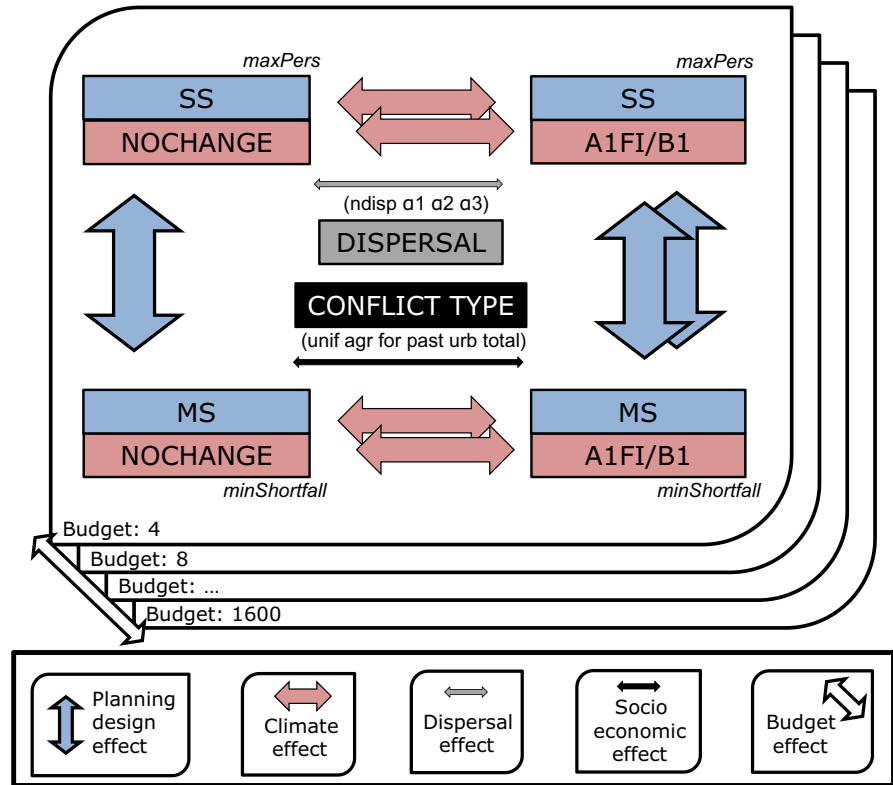 maxPers
maxPers
SS
SS
NOCHANGE
A1FI/B1
(ndisp α1 α2 α3)
DISPERSAL
CONFLICT TYPE
(unif agr for past urb total)
MS
MS
NOCHANGE
A1FI/B1
minShortfall
minShortfall
Budget: 4
Budget: 8
Budget: ...
Budget: 1600
Planning
design
effect
Climate
effect
Dispersal
effect
Socio
economic
effect
Budget
effect